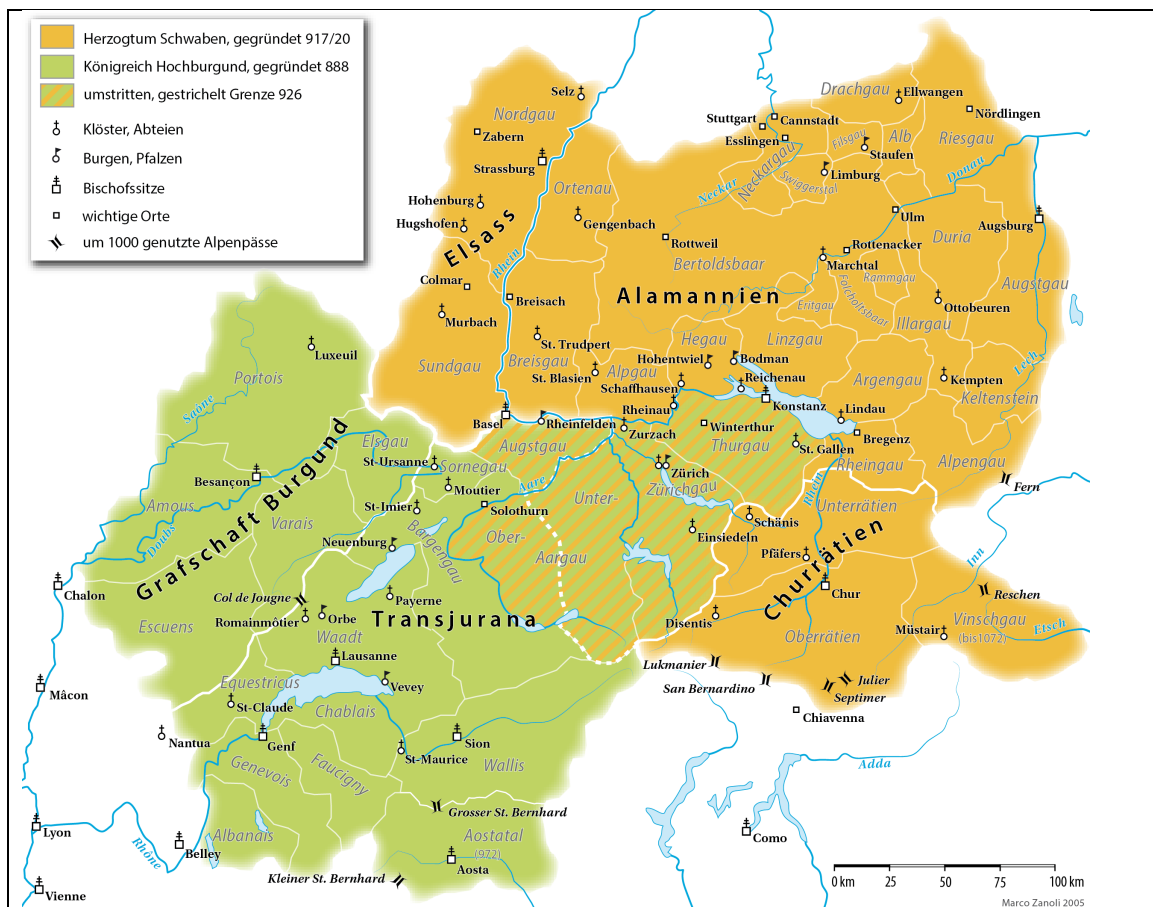 Herzogtum Schwaben, gegründet 917/20
Königreich Hochburgund, gegründet 888
umstritten, gestrichelt Grenze 926
Klöster, Abteien
Burgen, Pfalzen
Bischofssitze
wichtige Orte
um 1000 genutzte Alpenpässe
Selz
Nordgau
Zabern
Strassburg
Ortenau
Hohenburg
Hugshofen
Elsass
Gengenbach
Rhein
Colmar
Breisach
Murbach
St. Trudpert
Sundgau
Breisgau
St. Blasien
Alpgau
Basel
Rheinfelden
Drachgau
Ellwangen
Nördlingen
Stuttgart
Cannstadt
Esslingen
Filsgau
Alb
Riesgau
Staufen
Neckargau
Swiggerstal
Limburg
Donau
Neckar
Ulm
Augsburg
Rottweil
Rottenacker
Duria
Bertoldsbaar
Marchtal
Rammgau
Augstgau
Folcholtsbaar
Alamannien
Eritgau
Ottobeuren
Illargau
Hegau
Linzgau
Lech
Hohentwiel
Bodman
Reichenau
Argengau
Kempten
Keltenstein
Schaffhausen
Rheinau
Konstanz
Lindau
Zurzach
Winterthur
Thurgau
Bregenz
St. Gallen
Rheingau
Alpengau
Fern
Luxeuil
Portois
Saône
Elsgau
Augstgau
St-Ursanne
Sornegau
Besançon
Moutier
Aare
Zürich
Zürichgau
Rhein
Unterrätien
Amous
Varais
St-Imier
Solothurn
Unter-
Schänis
Doubs
Bargengau
Ober-
Einsiedeln
Neuenburg
Aargau
Pfäfers
Churrätien
Inn
Grafschaft Burgund
Chalon
Col de Jougne
Payerne
Chur
Reschen
Escuens
Romainmôtier
Orbe
Transjurana
Disentis
Vinschgau
(bis1072)
Etsch
Waadt
Oberrätien
Müstair
Lausanne
Lukmanier
Mâcon
Equestricus
Vevey
San Bernardino
Julier
Septimer
St-Claude
Chablais
Chiavenna
Nantua
Genf
Sion
St-Maurice
Wallis
Adda
Genevois
Faucigny
Grosser St. Bernhard
Lyon
Albanais
Aostatal
(972)
Como
Rhône
Belley
Aosta
Kleiner St. Bernhard
Vienne
0 km 25 50 75 100 km
Marco Zanoli 2005